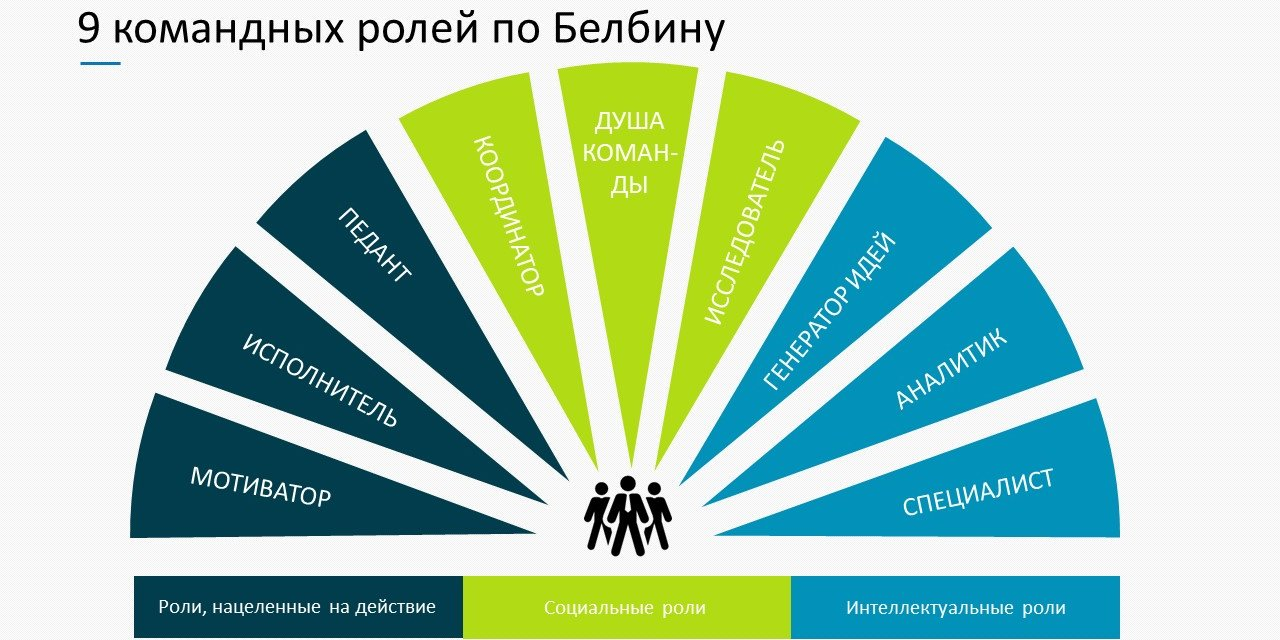 9 командных ролей по Белбину
МОТИВАТОР
ИСПОЛНИТЕЛЬ
ПЕДАНТ
КООРДИНАТОР
ДУША
КОМАН-
ДЫ
ИССЛЕДОВАТЕЛЬ
ГЕНЕРАТОР ИДЕЙ
АНАЛИТИК
СПЕЦИАЛИСТ
Роли, нацеленные на действие
Социальные роли
Интеллектуальные роли